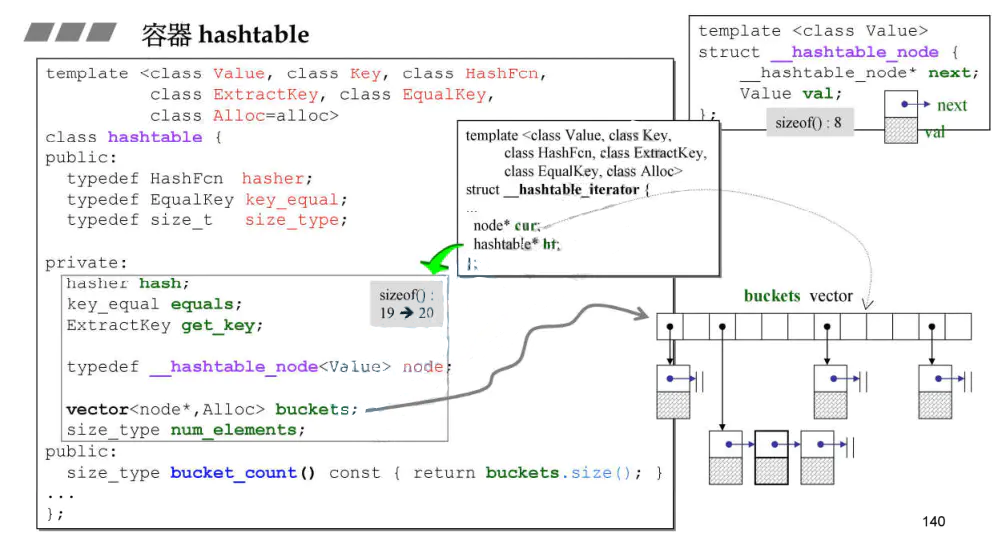 容器 hashtable
template <class Value, class Key, class HashFcn,
class ExtractKey, class EqualKey,
class Alloc=alloc>
class hashtable {
public:
typedef HashFcn hasher;
typedef EqualKey key_equal;
typedef size_t size_type;
private:
hasher hash;
key_equal equals;
ExtractKey get_key;
typedef __hashtable_node<Value> node;
vector<node*,Alloc> buckets;
size_type num_elements;
public:
size_type bucket_count() const { return buckets.size(); }
...
};
sizeof() :
19 → 20
template <class Value, class Key,
class HashFcn, class ExtractKey,
class EqualKey, class Alloc>
struct __hashtable_iterator {
...
node* cur;
hashtable* ht;
};
template <class Value>
struct __hashtable_node {
__hashtable_node* next;
Value val;
};
sizeof() : 8
next
val
buckets vector
140